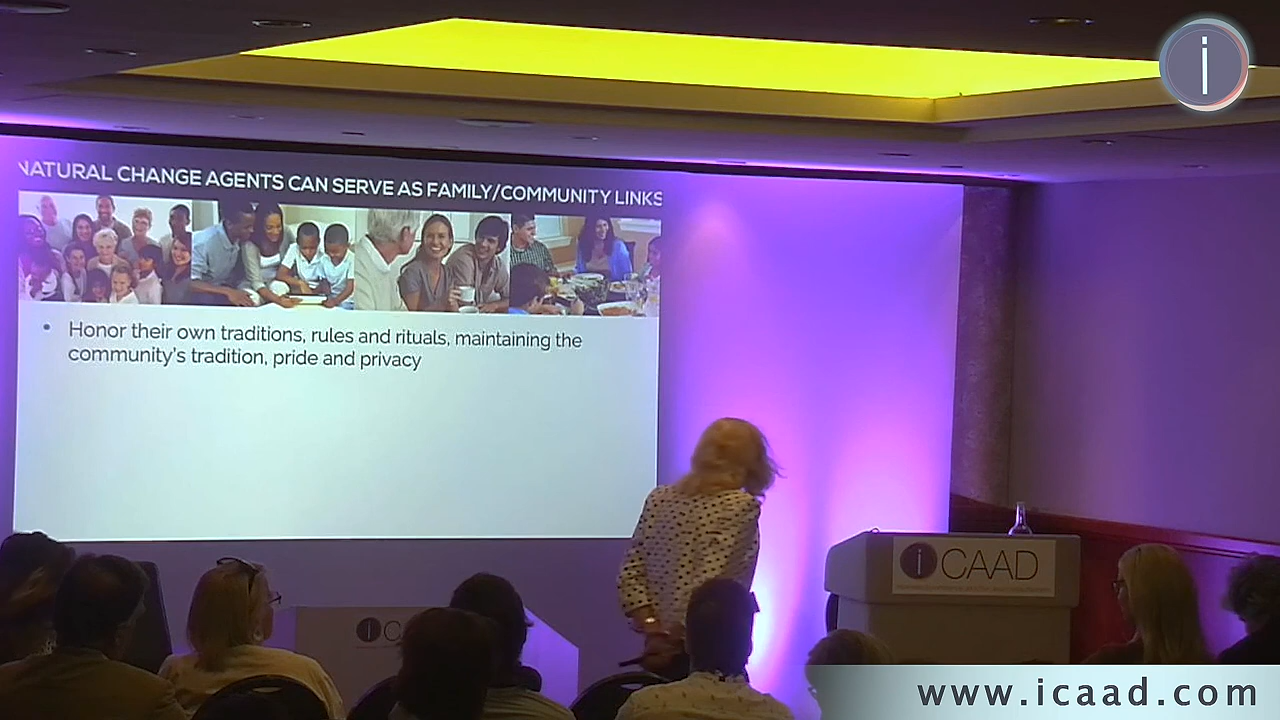 i
NATURAL CHANGE AGENTS CAN SERVE AS FAMILY/COMMUNITY LINKS
• Honor their own traditions, rules and rituals, maintaining the
community's tradition, pride and privacy
iCAAD
iC
www.icaad.com